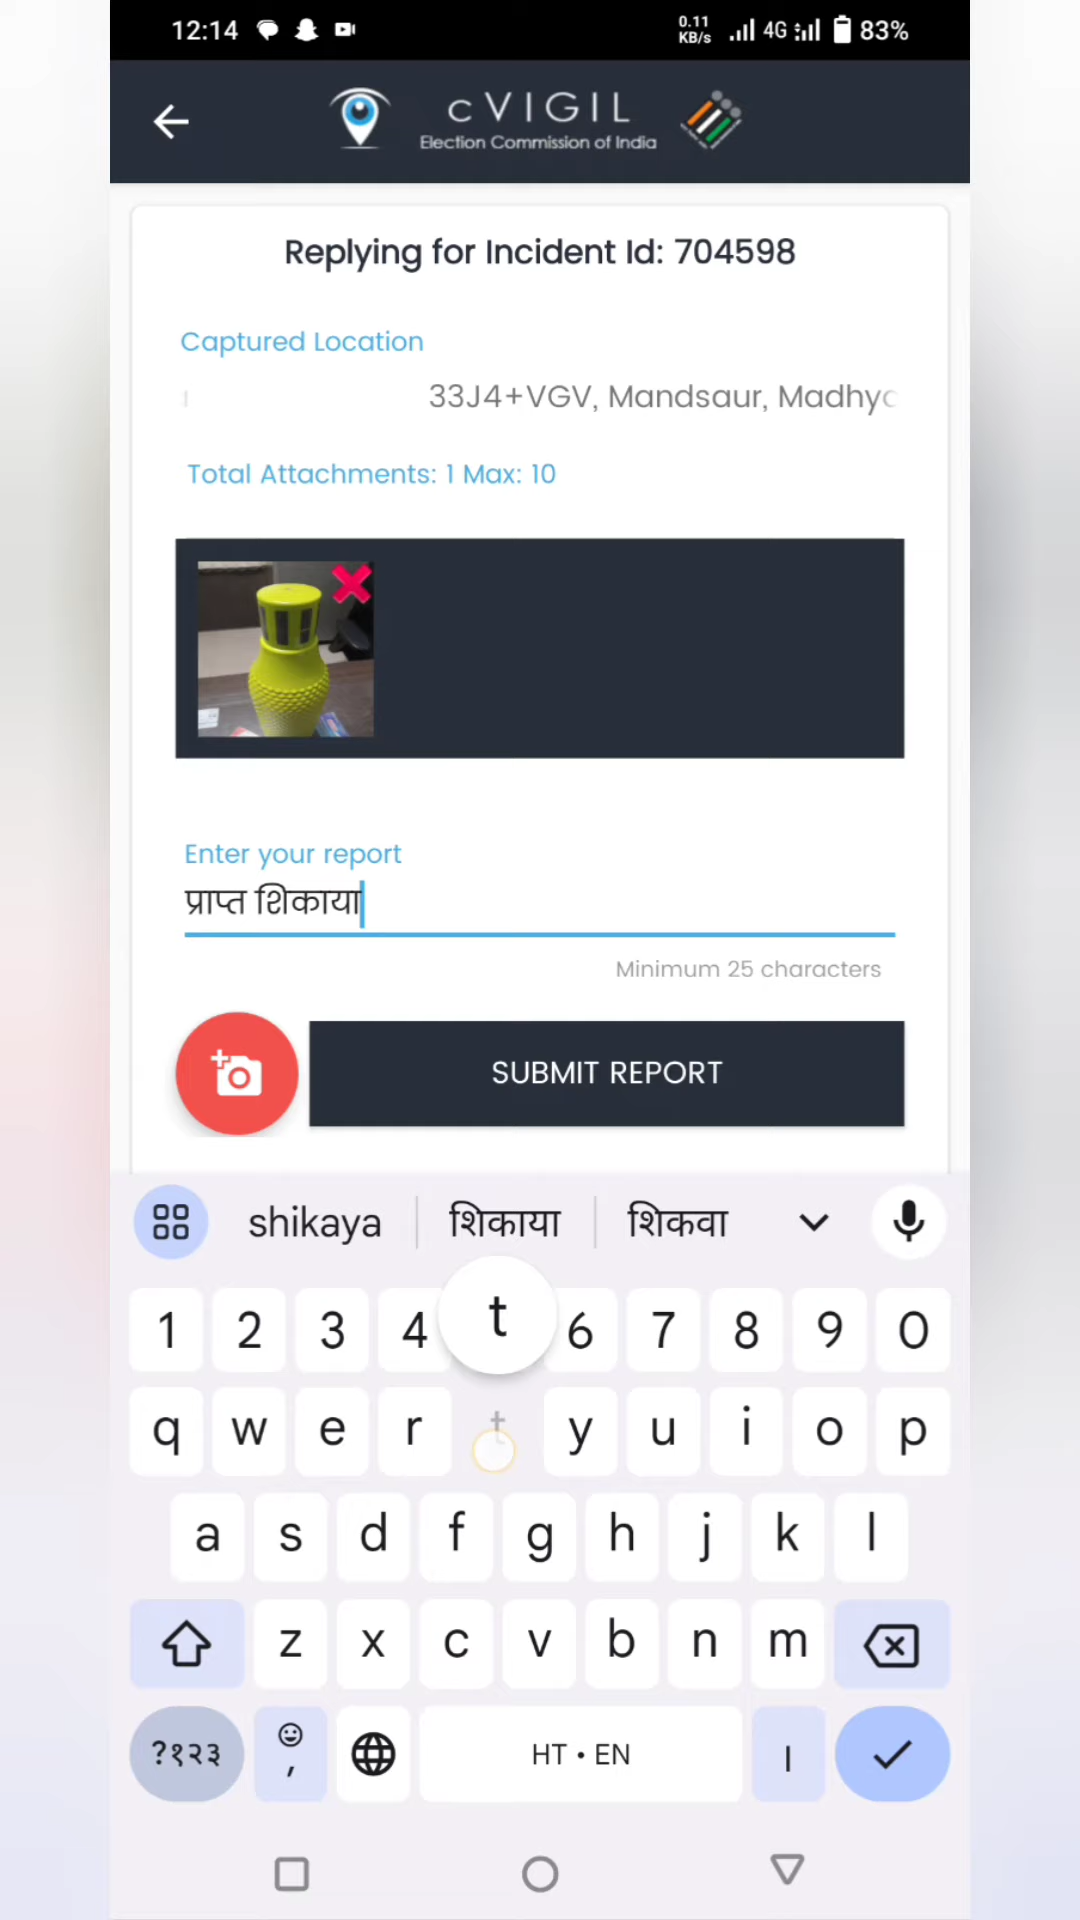 12:14 0.11 KB/s 4G 83%
cVIGIL
Election Commission of India
Replying for Incident Id: 704598
Captured Location
33J4+VGV, Mandsaur, Madhya
Total Attachments: 1 Max: 10
Enter your report
प्राप्त शिकाया
Minimum 25 characters
SUBMIT REPORT
shikaya शिकाया शिकवा
1 2 3 4 t 6 7 8 9 0
q w e r t y u i o p
a s d f g h j k l
z x c v b n m
?१२३ , HT • EN ।